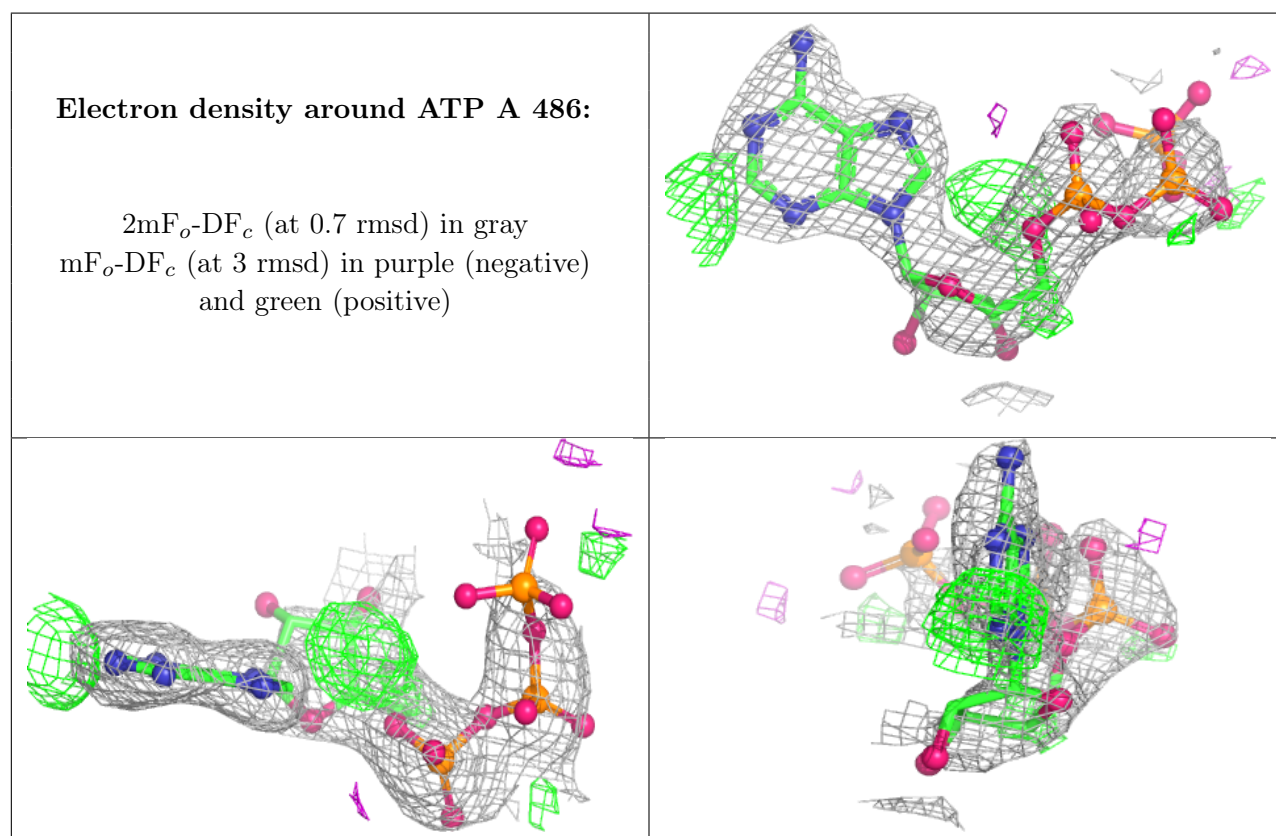 Electron density around ATP A 486:
2mFo-DFc (at 0.7 rmsd) in gray
mFo-DFc (at 3 rmsd) in purple (negative)
and green (positive)